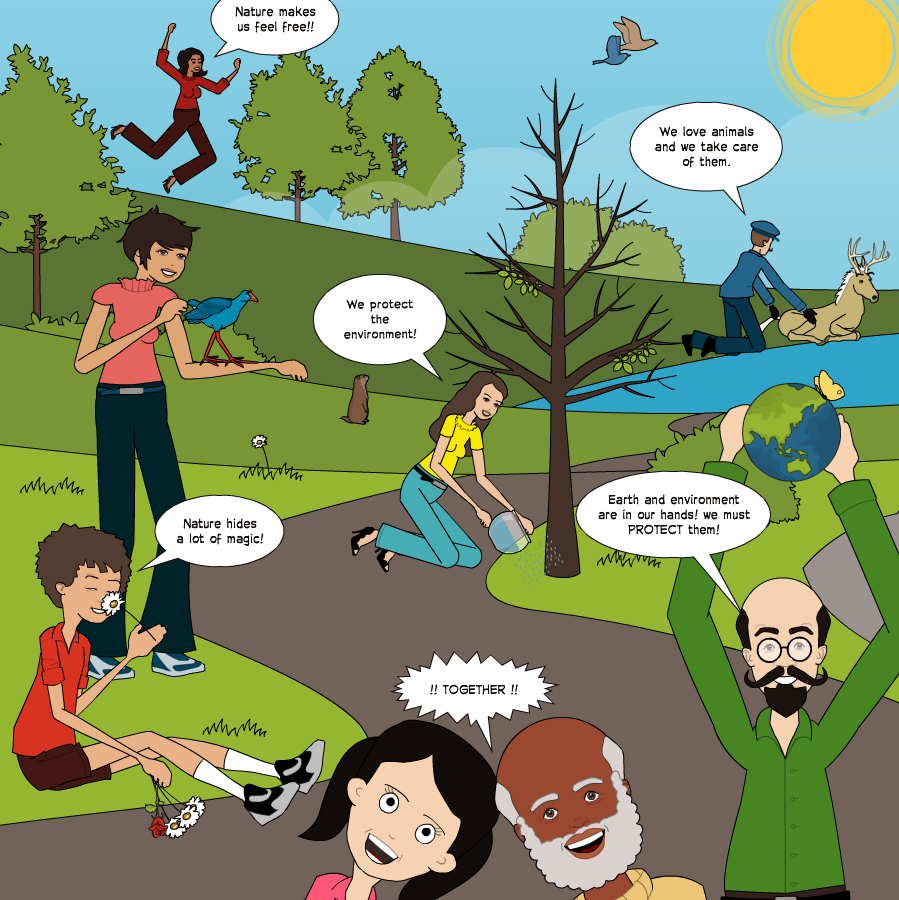 Nature makes
us feel free!!
We love animals
and we take care
of them.
We protect
the
environment!
Earth and environment
are in our hands! we must
PROTECT them!
Nature hides
a lot of magic!
!! TOGETHER !!